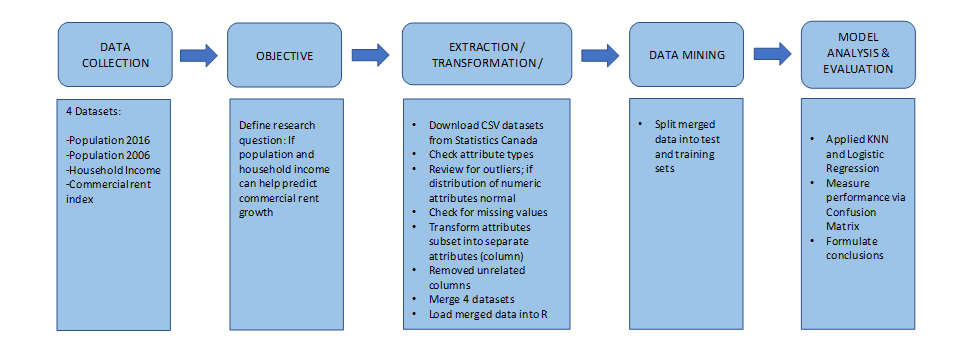 DATA
COLLECTION
OBJECTIVE
EXTRACTION/
TRANSFORMATION/
DATA MINING
MODEL
ANALYSIS &
EVALUATION
4 Datasets:
-Population 2016
-Population 2006
-Household Income
-Commercial rent
index
Define research
question: If
population and
household income
can help predict
commercial rent
growth
• Download CSV datasets
from Statistics Canada
• Check attribute types
• Review for outliers; if
distribution of numeric
attributes normal
• Check for missing values
• Transform attributes
subset into separate
attributes (column)
• Removed unrelated
columns
• Merge 4 datasets
• Load merged data into R
• Split merged
data into test
and training
sets
• Applied KNN
and Logistic
Regression
• Measure
performance via
Confusion
Matrix
• Formulate
conclusions